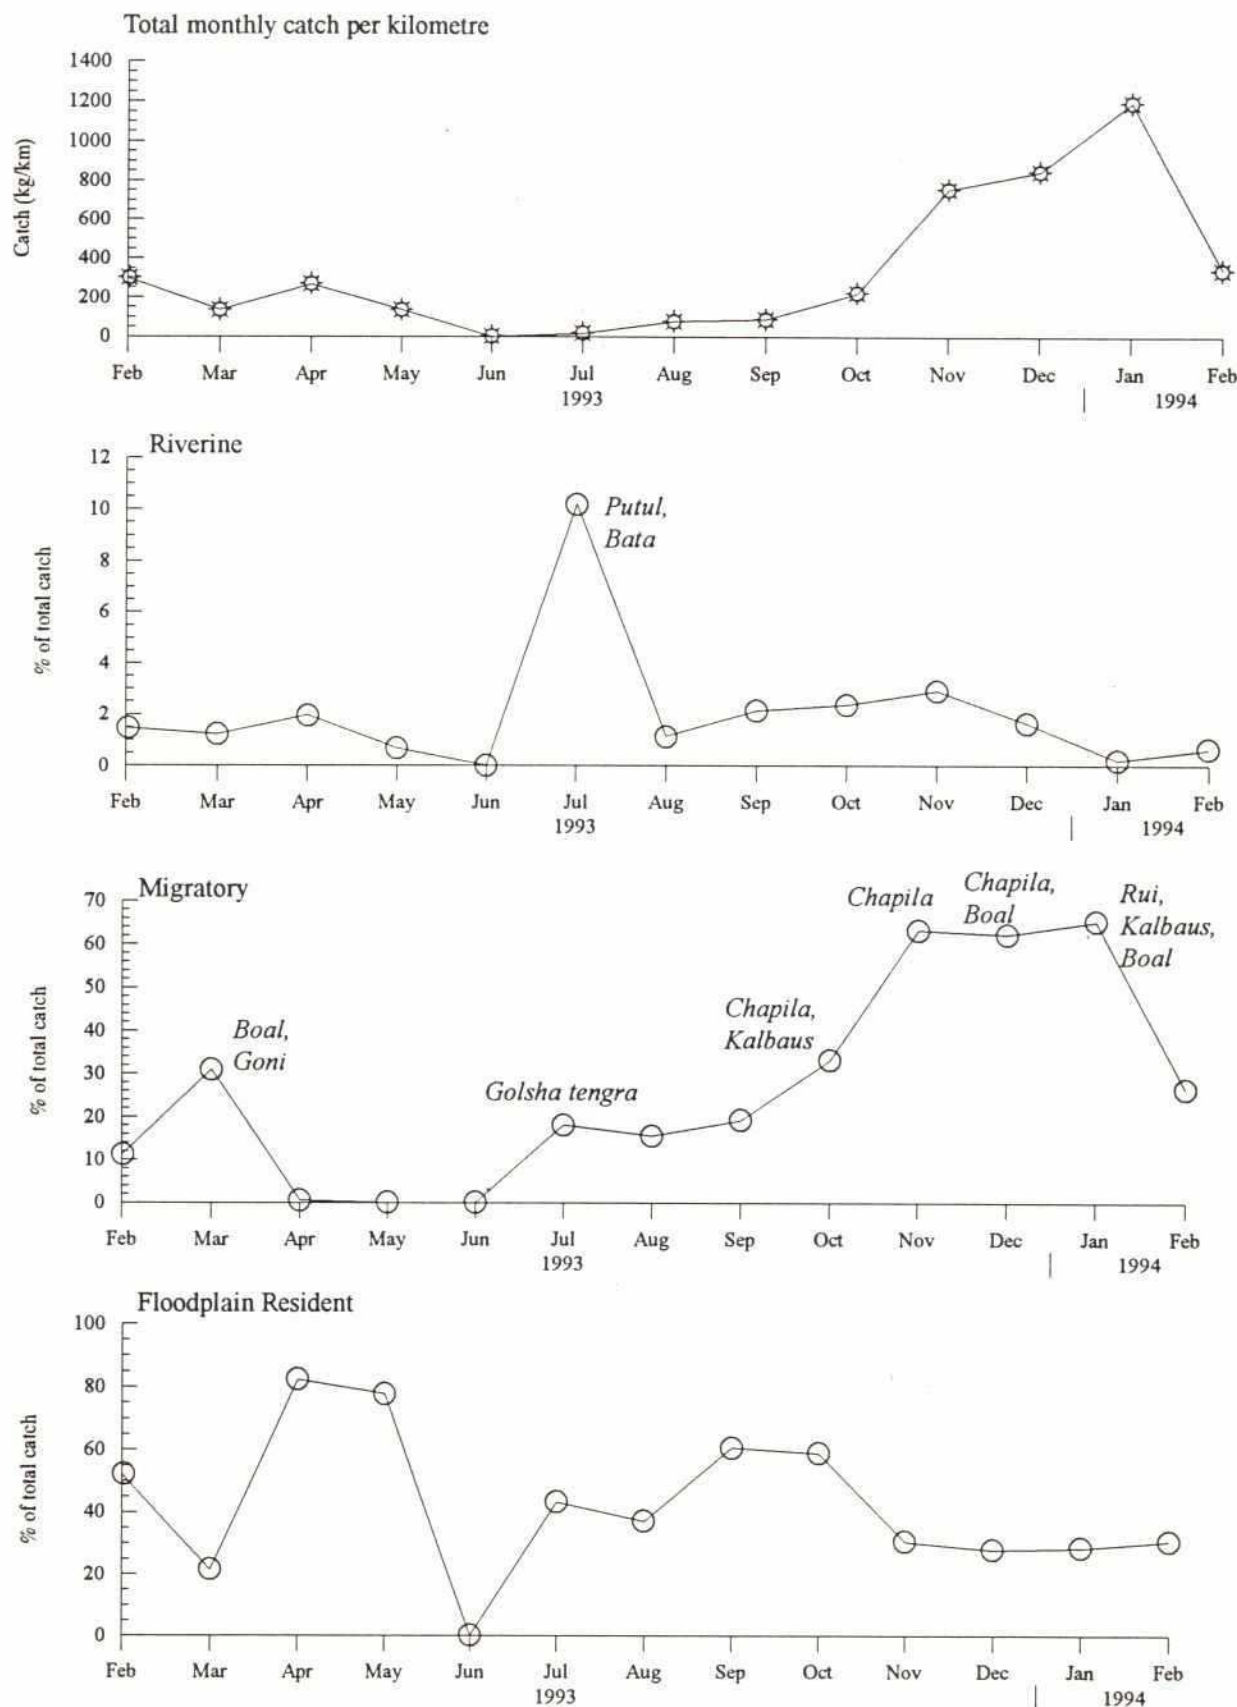 Total monthly catch per kilometre
1400
1200
1000
800
600
400
200
0
Catch (kg/km)
Feb Mar Apr May Jun Jul Aug Sep Oct Nov Dec Jan Feb
1993 | 1994
Riverine
12
10
8
6
4
2
0
% of total catch
Putul,
Bata
Feb Mar Apr May Jun Jul Aug Sep Oct Nov Dec Jan Feb
1993 | 1994
Migratory
70
60
50
40
30
20
10
0
% of total catch
Boal,
Goni
Golsha tengra
Chapila,
Kalbaus
Chapila
Chapila,
Boal
Rui,
Kalbaus,
Boal
Feb Mar Apr May Jun Jul Aug Sep Oct Nov Dec Jan Feb
1993 | 1994
Floodplain Resident
100
80
60
40
20
0
% of total catch
Feb Mar Apr May Jun Jul Aug Sep Oct Nov Dec Jan Feb
1993 | 1994